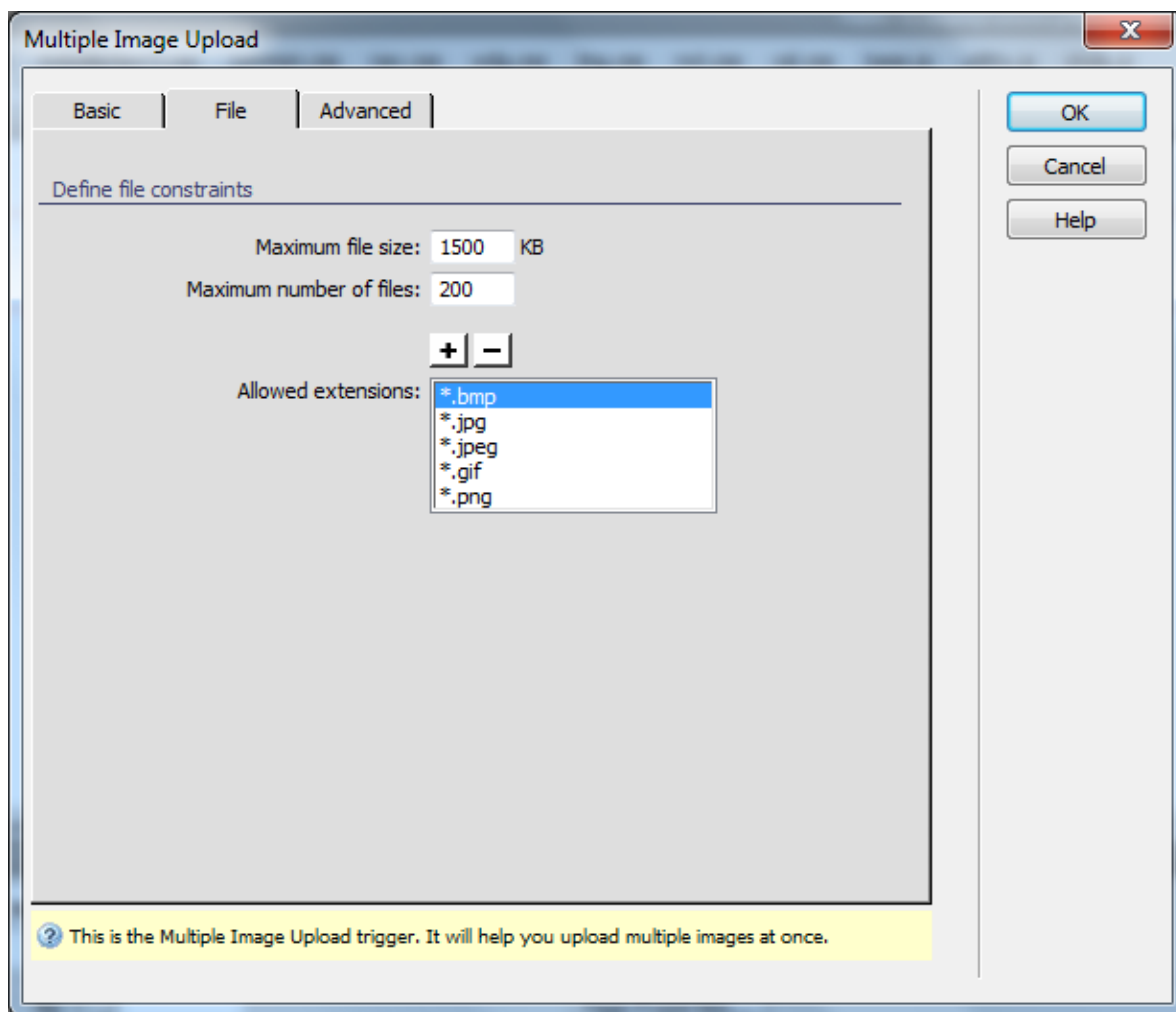 Multiple Image Upload
Basic File Advanced
OK
Cancel
Help
Define file constraints
Maximum file size: 1500 KB
Maximum number of files: 200
+ −
Allowed extensions:
*.bmp
*.jpg
*.jpeg
*.gif
*.png
This is the Multiple Image Upload trigger. It will help you upload multiple images at once.